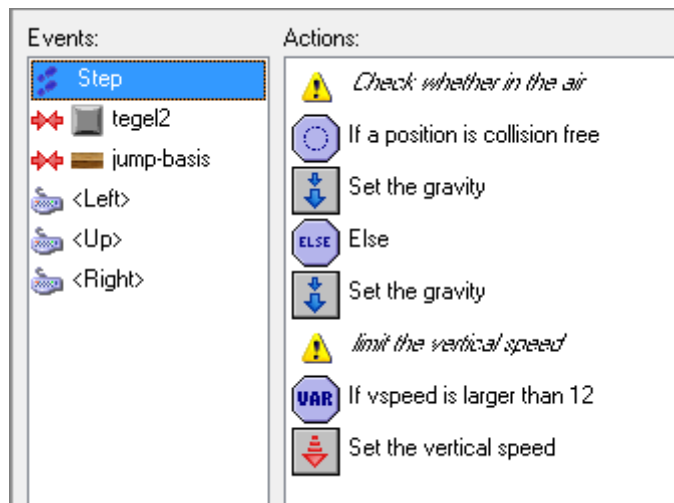 Events:
Step
tegel2
jump-basis
<Left>
<Up>
<Right>
Actions:
Check whether in the air
If a position is collision free
Set the gravity
ELSE Else
Set the gravity
limit the vertical speed
VAR If vspeed is larger than 12
Set the vertical speed